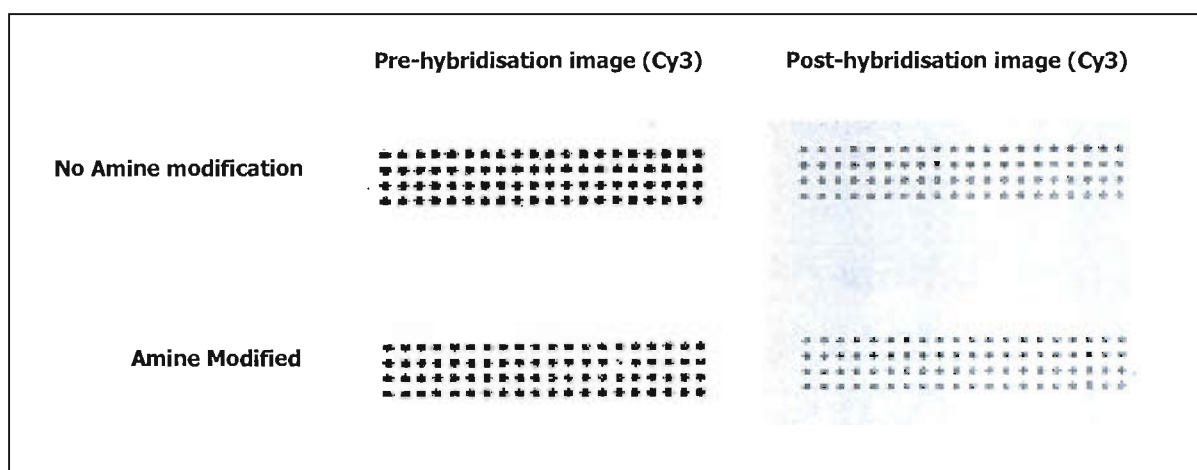 Pre-hybridisation image (Cy3)
Post-hybridisation image (Cy3)
No Amine modification
Amine Modified